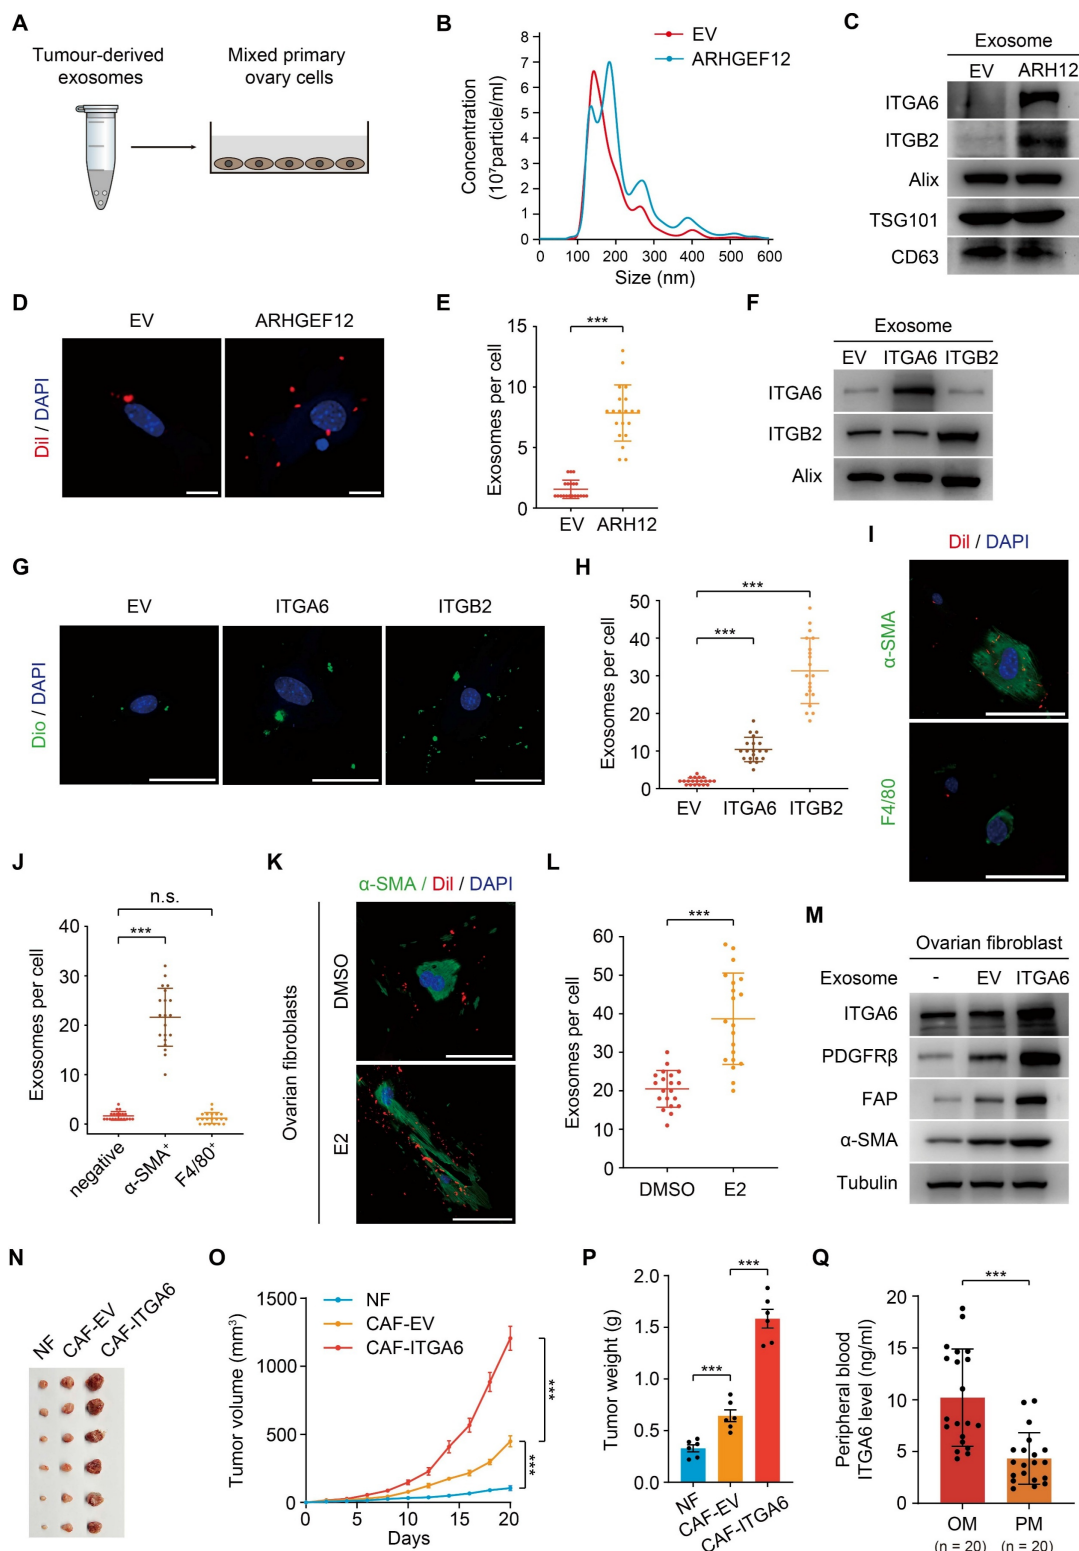 A
Tumour-derived
exosomes
Mixed primary
ovary cells
B
EV
ARHGEF12
Concentration
(10⁷particle/ml)
8
7
6
5
4
3
2
1
0
0 100 200 300 400 500 600
Size (nm)
C
Exosome
EV ARH12
ITGA6
ITGB2
Alix
TSG101
CD63
D
EV ARHGEF12
Dil / DAPI
E
***
Exosomes per cell
15
10
5
0
EV ARH12
F
Exosome
EV ITGA6 ITGB2
ITGA6
ITGB2
Alix
G
EV ITGA6 ITGB2
Dio / DAPI
H
***
***
Exosomes per cell
50
40
30
20
10
0
EV ITGA6 ITGB2
I
Dil / DAPI
α-SMA
F4/80
J
n.s.
***
Exosomes per cell
40
30
20
10
0
negative α-SMA⁺ F4/80⁺
K
α-SMA / Dil / DAPI
Ovarian fibroblasts
DMSO
E2
L
***
Exosomes per cell
60
50
40
30
20
10
0
DMSO E2
M
Ovarian fibroblast
Exosome - EV ITGA6
ITGA6
PDGFRβ
FAP
α-SMA
Tubulin
N
NF CAF-EV CAF-ITGA6
O
NF
CAF-EV
CAF-ITGA6
Tumor volume (mm³)
1500
1000
500
0
0 5 10 15 20
Days
***
***
P
***
***
Tumor weight (g)
2.0
1.5
1.0
0.5
0.0
NF CAF-EV CAF-ITGA6
Q
***
Peripheral blood
ITGA6 level (ng/ml)
20
15
10
5
0
OM PM
(n = 20) (n = 20)